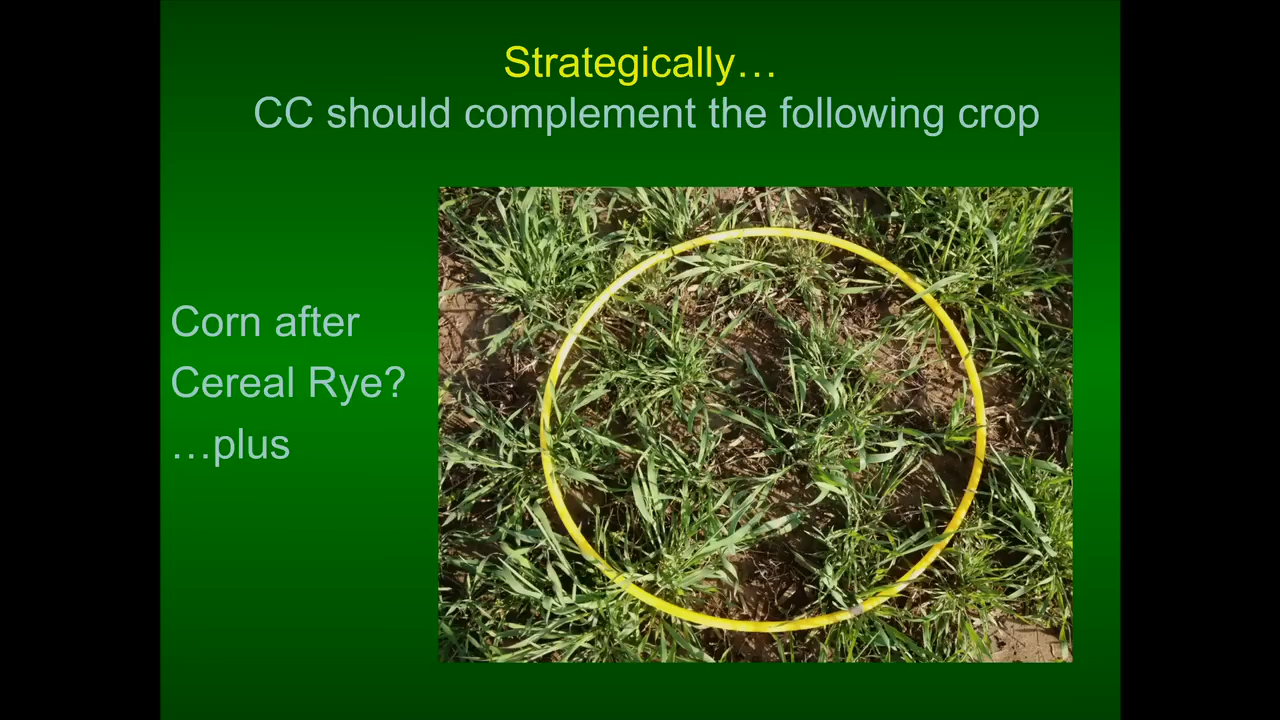 Strategically…
CC should complement the following crop
Corn after
Cereal Rye?
…plus